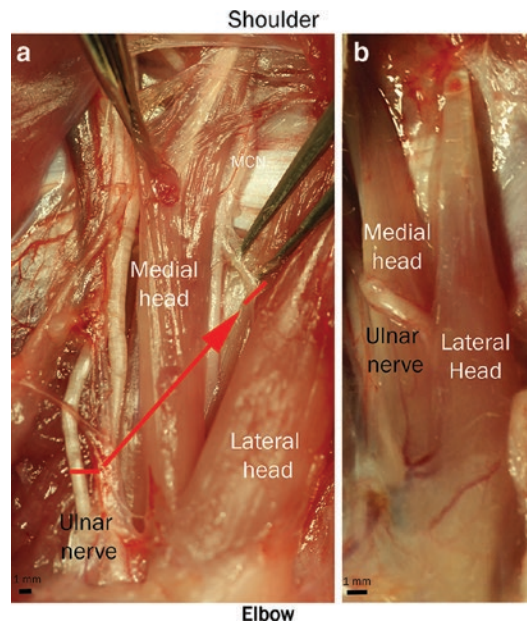 Shoulder
a
b
MCN
Medial
head
Medial
head
Ulnar
nerve
Lateral
Head
Lateral
head
Ulnar
nerve
1 mm
1 mm
Elbow